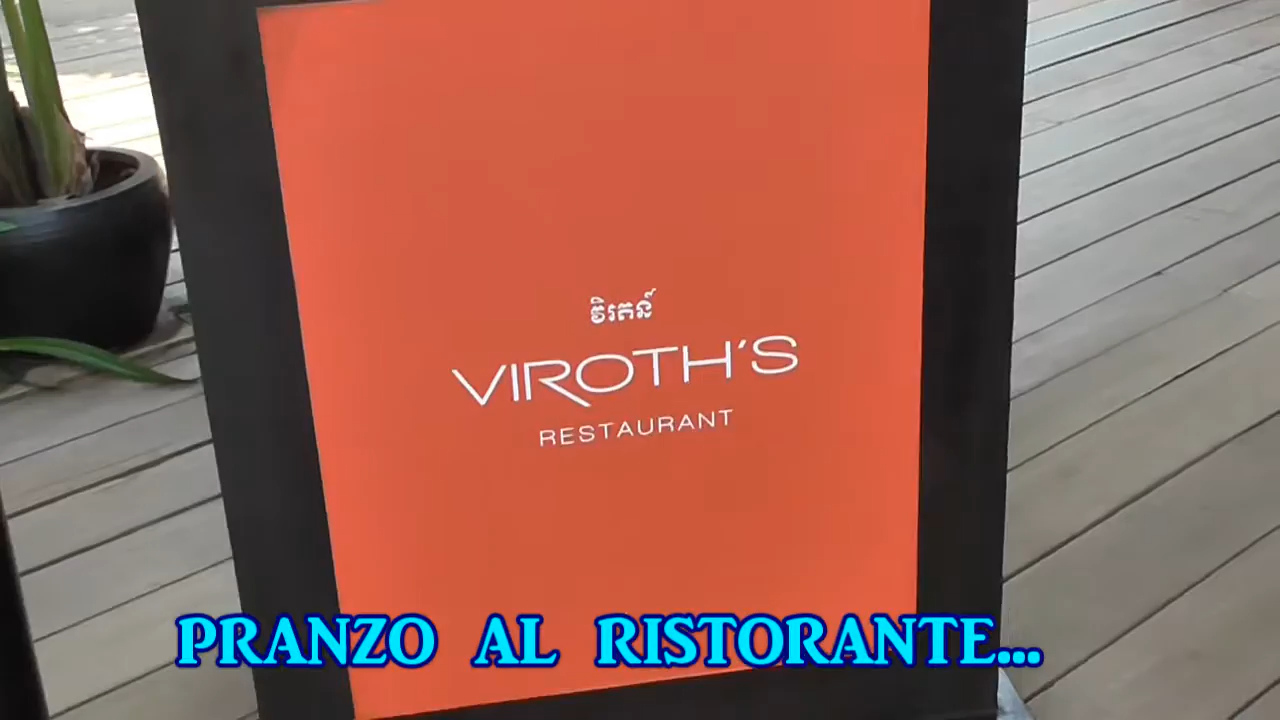 វិរតន៍
VIROTH'S
RESTAURANT
PRANZO AL RISTORANTE...